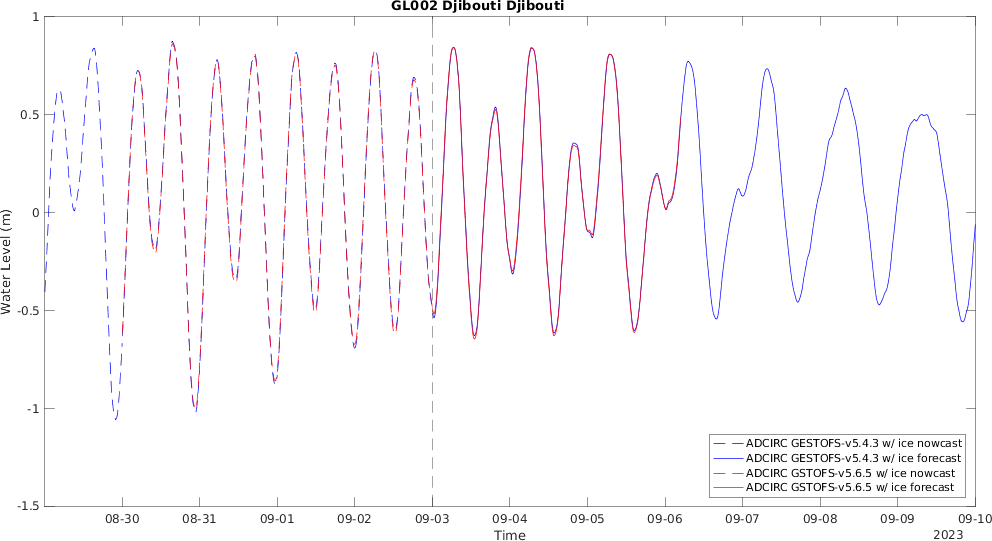 GL002 Djibouti Djibouti
1
0.5
0
-0.5
-1
-1.5
Water Level (m)
ADCIRC GESTOFS-v5.4.3 w/ ice nowcast
ADCIRC GESTOFS-v5.4.3 w/ ice forecast
ADCIRC GSTOFS-v5.6.5 w/ ice nowcast
ADCIRC GSTOFS-v5.6.5 w/ ice forecast
08-30 08-31 09-01 09-02 09-03 09-04 09-05 09-06 09-07 09-08 09-09 09-10
Time
2023